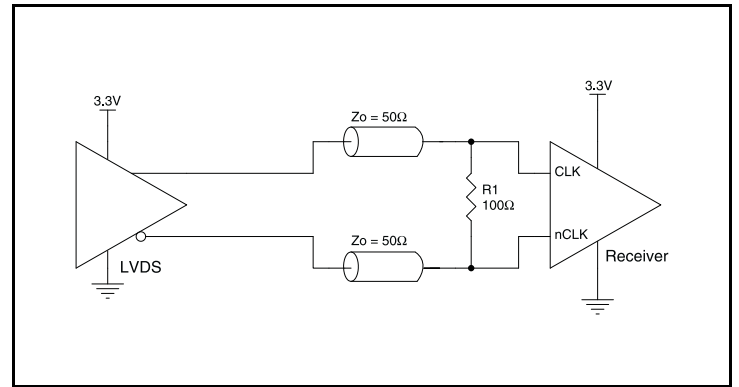 3.3V
3.3V
Zo = 50Ω
CLK
R1
100Ω
nCLK
Zo = 50Ω
Receiver
LVDS